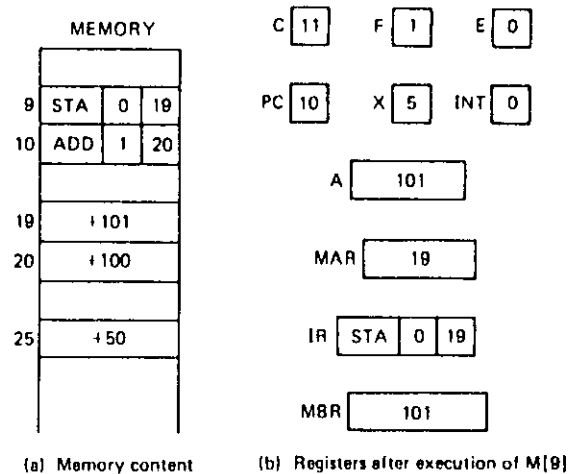 MEMORY
9 STA 0 19
10 ADD 1 20
19 +101
20 +100
25 +50
(a) Memory content
C 11 F 1 E 0
PC 10 X 5 INT 0
A 101
MAR 19
IR STA 0 19
MBR 101
(b) Registers after execution of M[9]